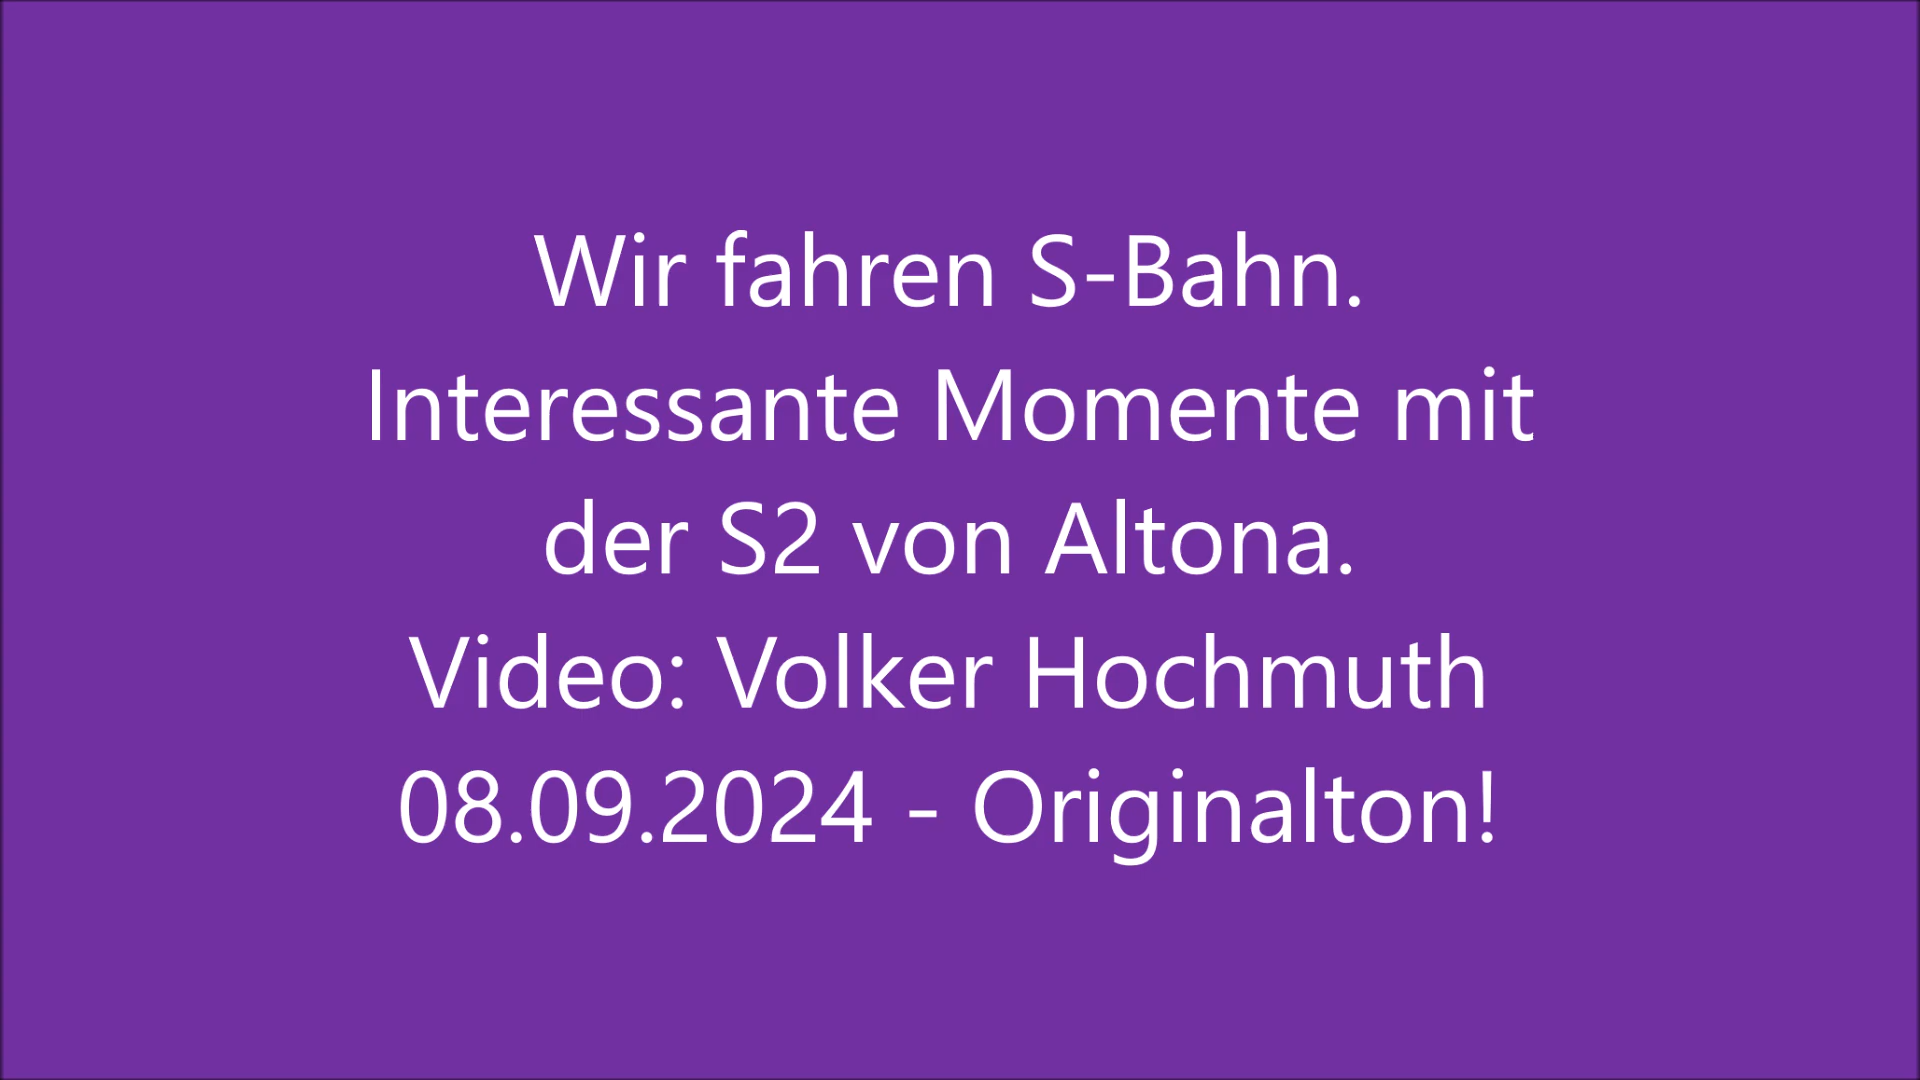 Wir fahren S-Bahn.
Interessante Momente mit
der S2 von Altona.
Video: Volker Hochmuth
08.09.2024 - Originalton!